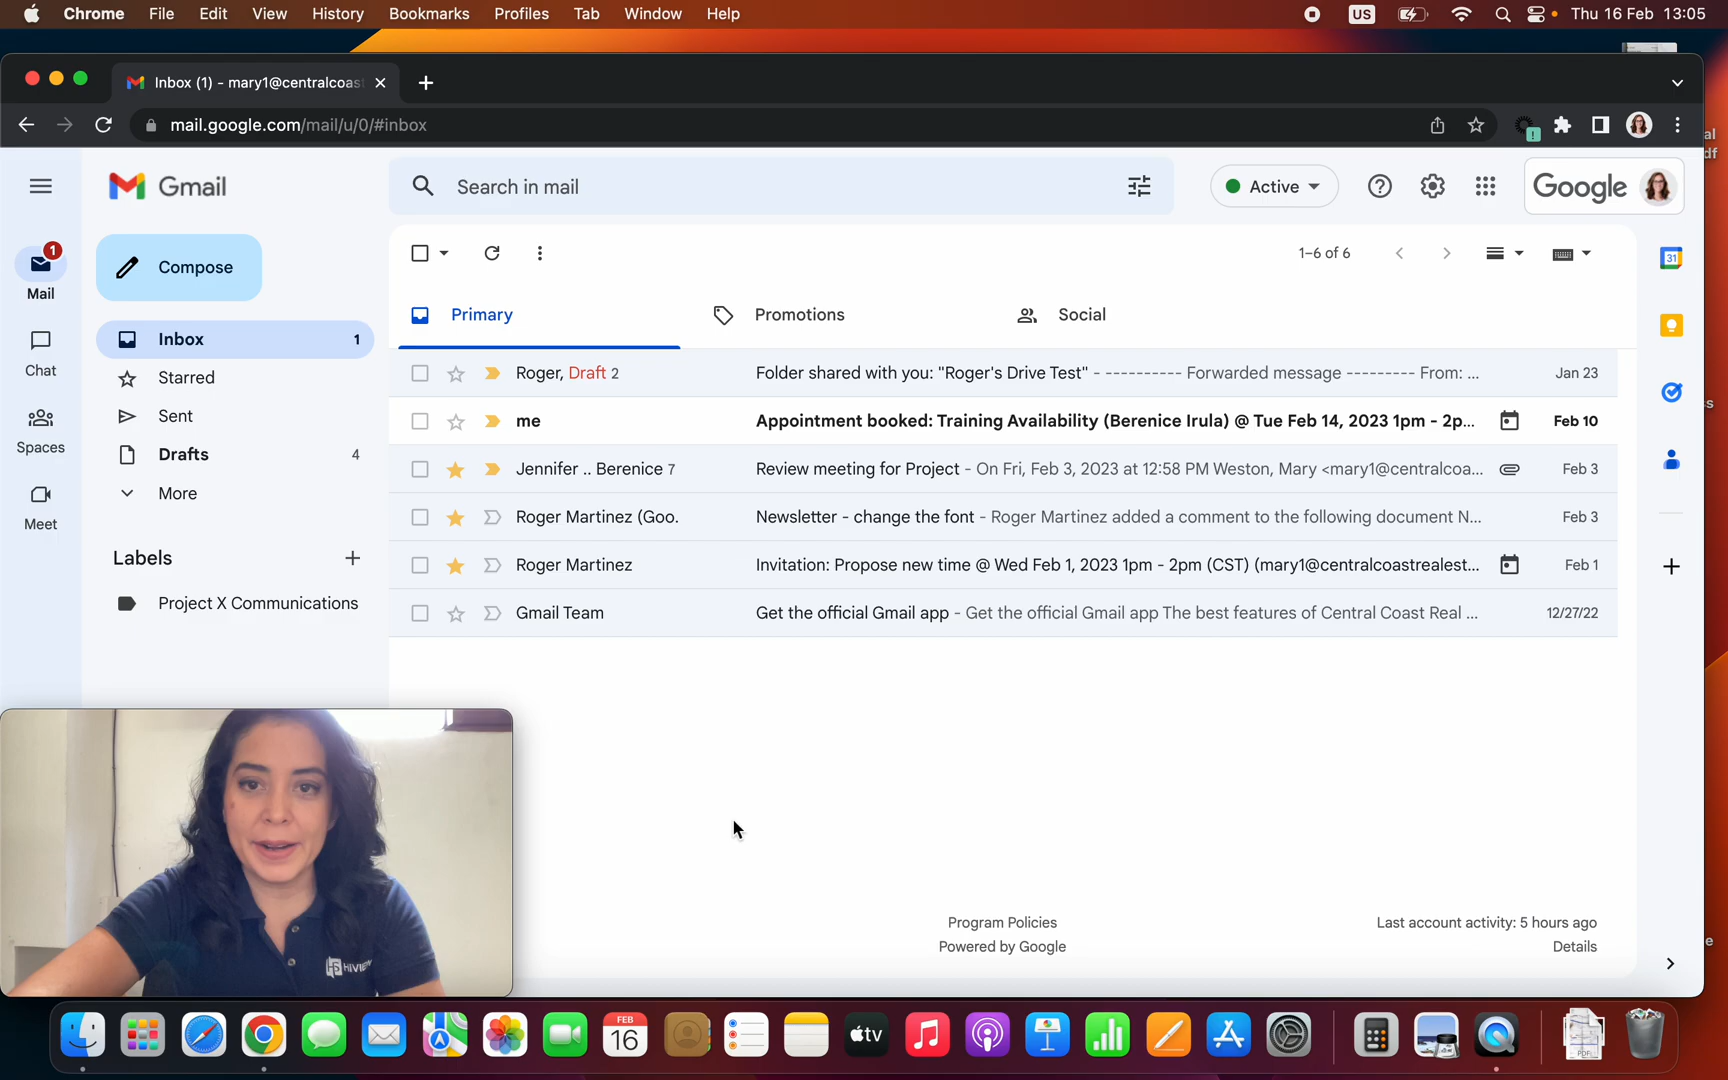 Chrome File Edit View History Bookmarks Profiles Tab Window Help US Thu 16 Feb 13:05
Inbox (1) - mary1@centralcoas
mail.google.com/mail/u/0/#inbox
Gmail
Search in mail
Active
Google
1
Mail
Chat
Spaces
Meet
Compose
Inbox 1
Starred
Sent
Drafts 4
More
Labels
Project X Communications
1–6 of 6
Primary Promotions Social
Roger, Draft 2 Folder shared with you: "Roger's Drive Test" - ---------- Forwarded message --------- From: ... Jan 23
me Appointment booked: Training Availability (Berenice Irula) @ Tue Feb 14, 2023 1pm - 2p... Feb 10
Jennifer .. Berenice 7 Review meeting for Project - On Fri, Feb 3, 2023 at 12:58 PM Weston, Mary <mary1@centralcoa... Feb 3
Roger Martinez (Goo. Newsletter - change the font - Roger Martinez added a comment to the following document N... Feb 3
Roger Martinez Invitation: Propose new time @ Wed Feb 1, 2023 1pm - 2pm (CST) (mary1@centralcoastrealest... Feb 1
Gmail Team Get the official Gmail app - Get the official Gmail app The best features of Central Coast Real ... 12/27/22
31
Program Policies
Powered by Google
Last account activity: 5 hours ago
Details
FEB
16
tv
PDF